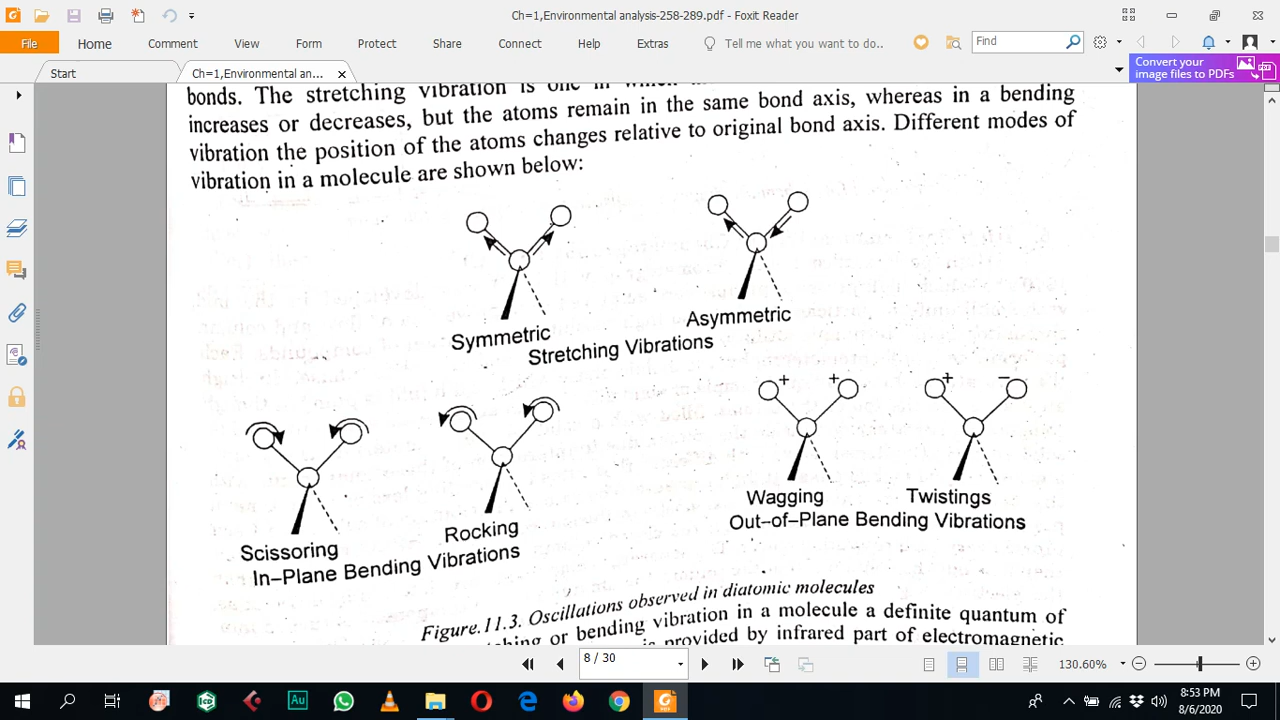 Ch=1,Environmental analysis-258-289.pdf - Foxit Reader
File Home Comment View Form Protect Share Connect Help Extras Tell me what you want to do.. Find
Start Ch=1,Environmental an... Convert your
image files to PDFs
bonds. The stretching vibration is one in which
increases or decreases, but the atoms remain in the same bond axis, whereas in a bending
vibration the position of the atoms changes relative to original bond axis. Different modes of
vibration in a molecule are shown below:
Symmetric
Asymmetric
Stretching Vibrations
+ + + −
Scissoring
Rocking
In–Plane Bending Vibrations
Wagging
Twistings
Out–of–Plane Bending Vibrations
Figure.11.3. Oscillations observed in diatomic molecules
or bending vibration in a molecule a definite quantum of
is provided by infrared part of electromagnetic
8 / 30
130.60%
8:53 PM
8/6/2020